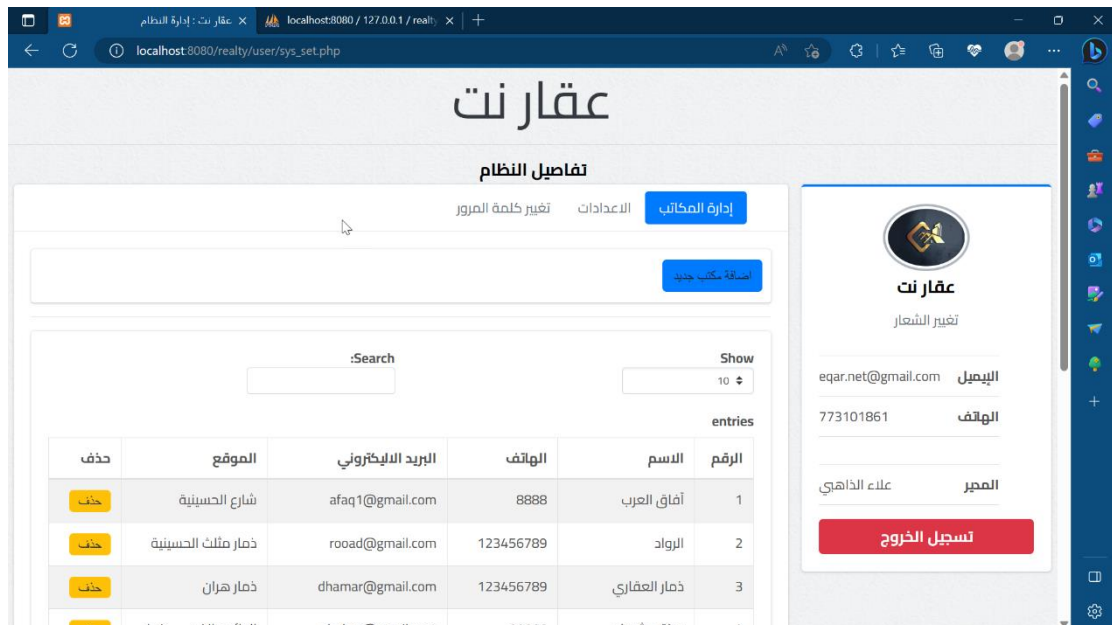 عقار نت : إدارة النظام
localhost:8080 / 127.0.0.1 / realty
localhost:8080/realty/user/sys_set.php
عقار نت
تفاصيل النظام
إدارة المكاتب
الاعدادات
تغيير كلمة المرور
اضافة مكتب جديد
عقار نت
تغيير الشعار
الإيميل eqar.net@gmail.com
الهاتف 773101861
المدير علاء الذاهبي
تسجيل الخروج
Show
10
entries
Search:
الرقم الاسم الهاتف البريد الاليكتروني الموقع حذف
1 آفاق العرب 8888 afaq1@gmail.com شارع الحسينية حذف
2 الرواد 123456789 rooad@gmail.com ذمار مثلث الحسينية حذف
3 ذمار العقاري 123456789 dhamar@gmail.com ذمار هران حذف